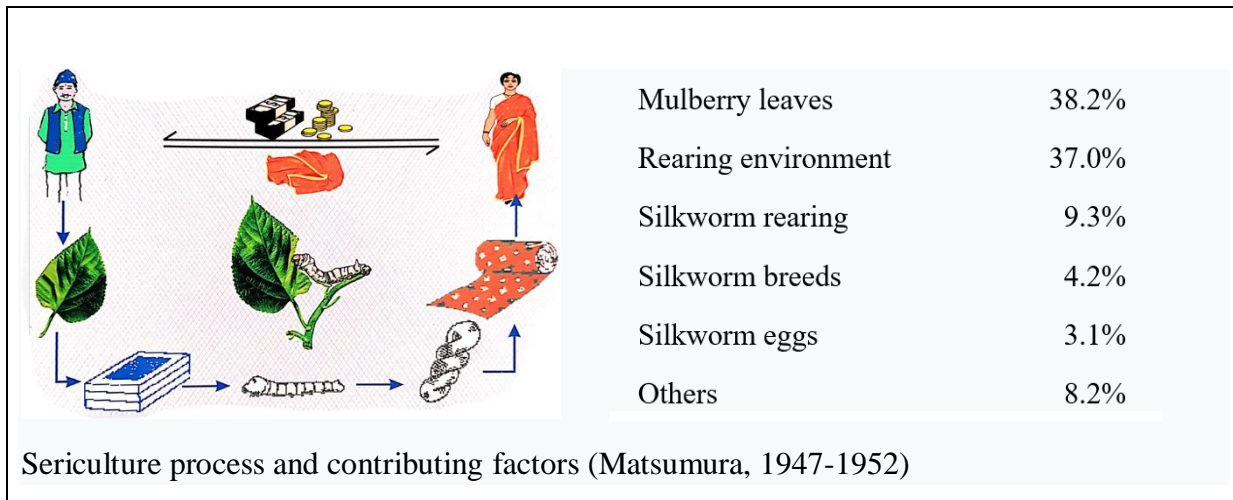 Mulberry leaves 38.2%
Rearing environment 37.0%
Silkworm rearing 9.3%
Silkworm breeds 4.2%
Silkworm eggs 3.1%
Others 8.2%
Sericulture process and contributing factors (Matsumura, 1947-1952)